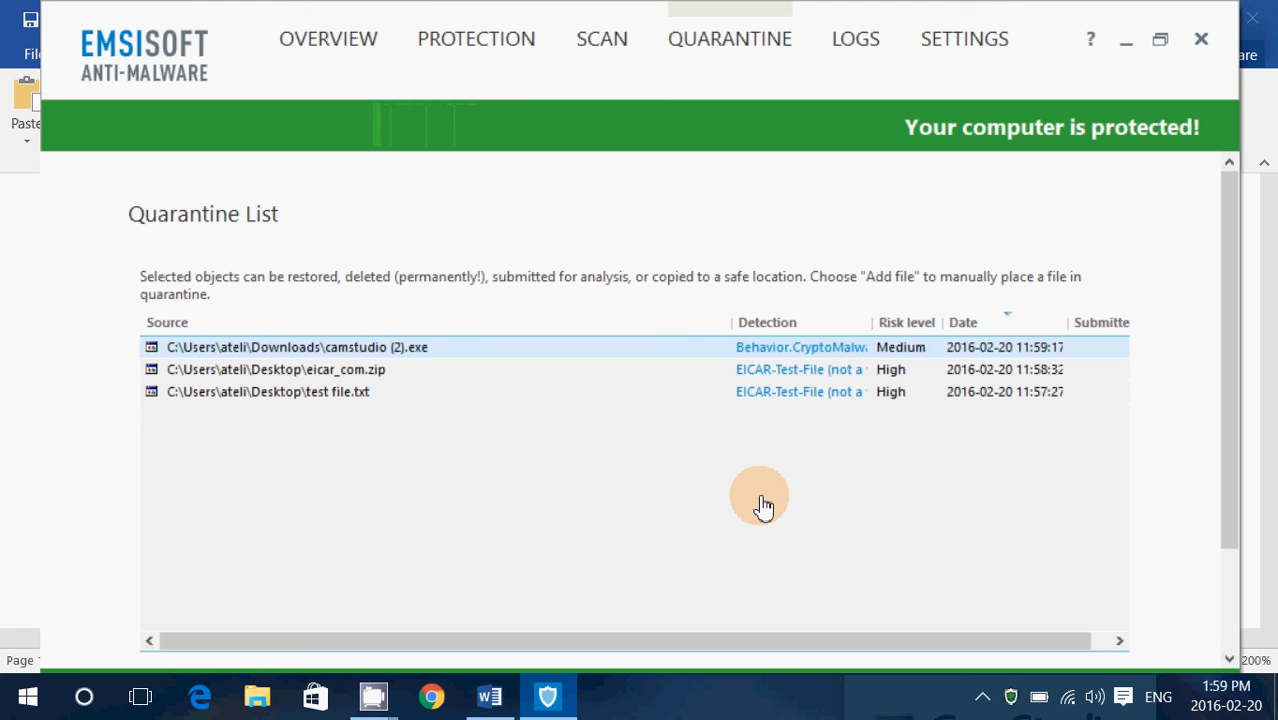 EMSISOFT
ANTI-MALWARE
OVERVIEW PROTECTION SCAN QUARANTINE LOGS SETTINGS ?
Your computer is protected!
Paste
Quarantine List
Selected objects can be restored, deleted (permanently!), submitted for analysis, or copied to a safe location. Choose "Add file" to manually place a file in
quarantine.
Source Detection Risk level Date Submitte
C:\Users\ateli\Downloads\camstudio (2).exe Behavior.CryptoMalwa Medium 2016-02-20 11:59:17
C:\Users\ateli\Desktop\eicar_com.zip EICAR-Test-File (not a High 2016-02-20 11:58:32
C:\Users\ateli\Desktop\test file.txt EICAR-Test-File (not a High 2016-02-20 11:57:27
Page 200%
ENG 1:59 PM
2016-02-20